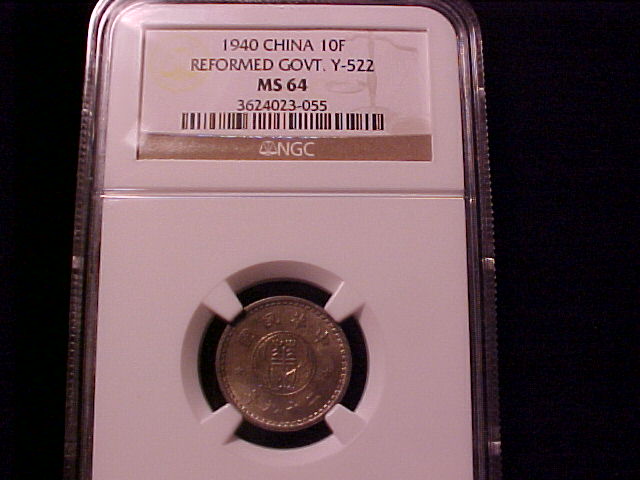 1940 CHINA 10F
REFORMED GOVT. Y-522
MS 64
3624023-055
NGC